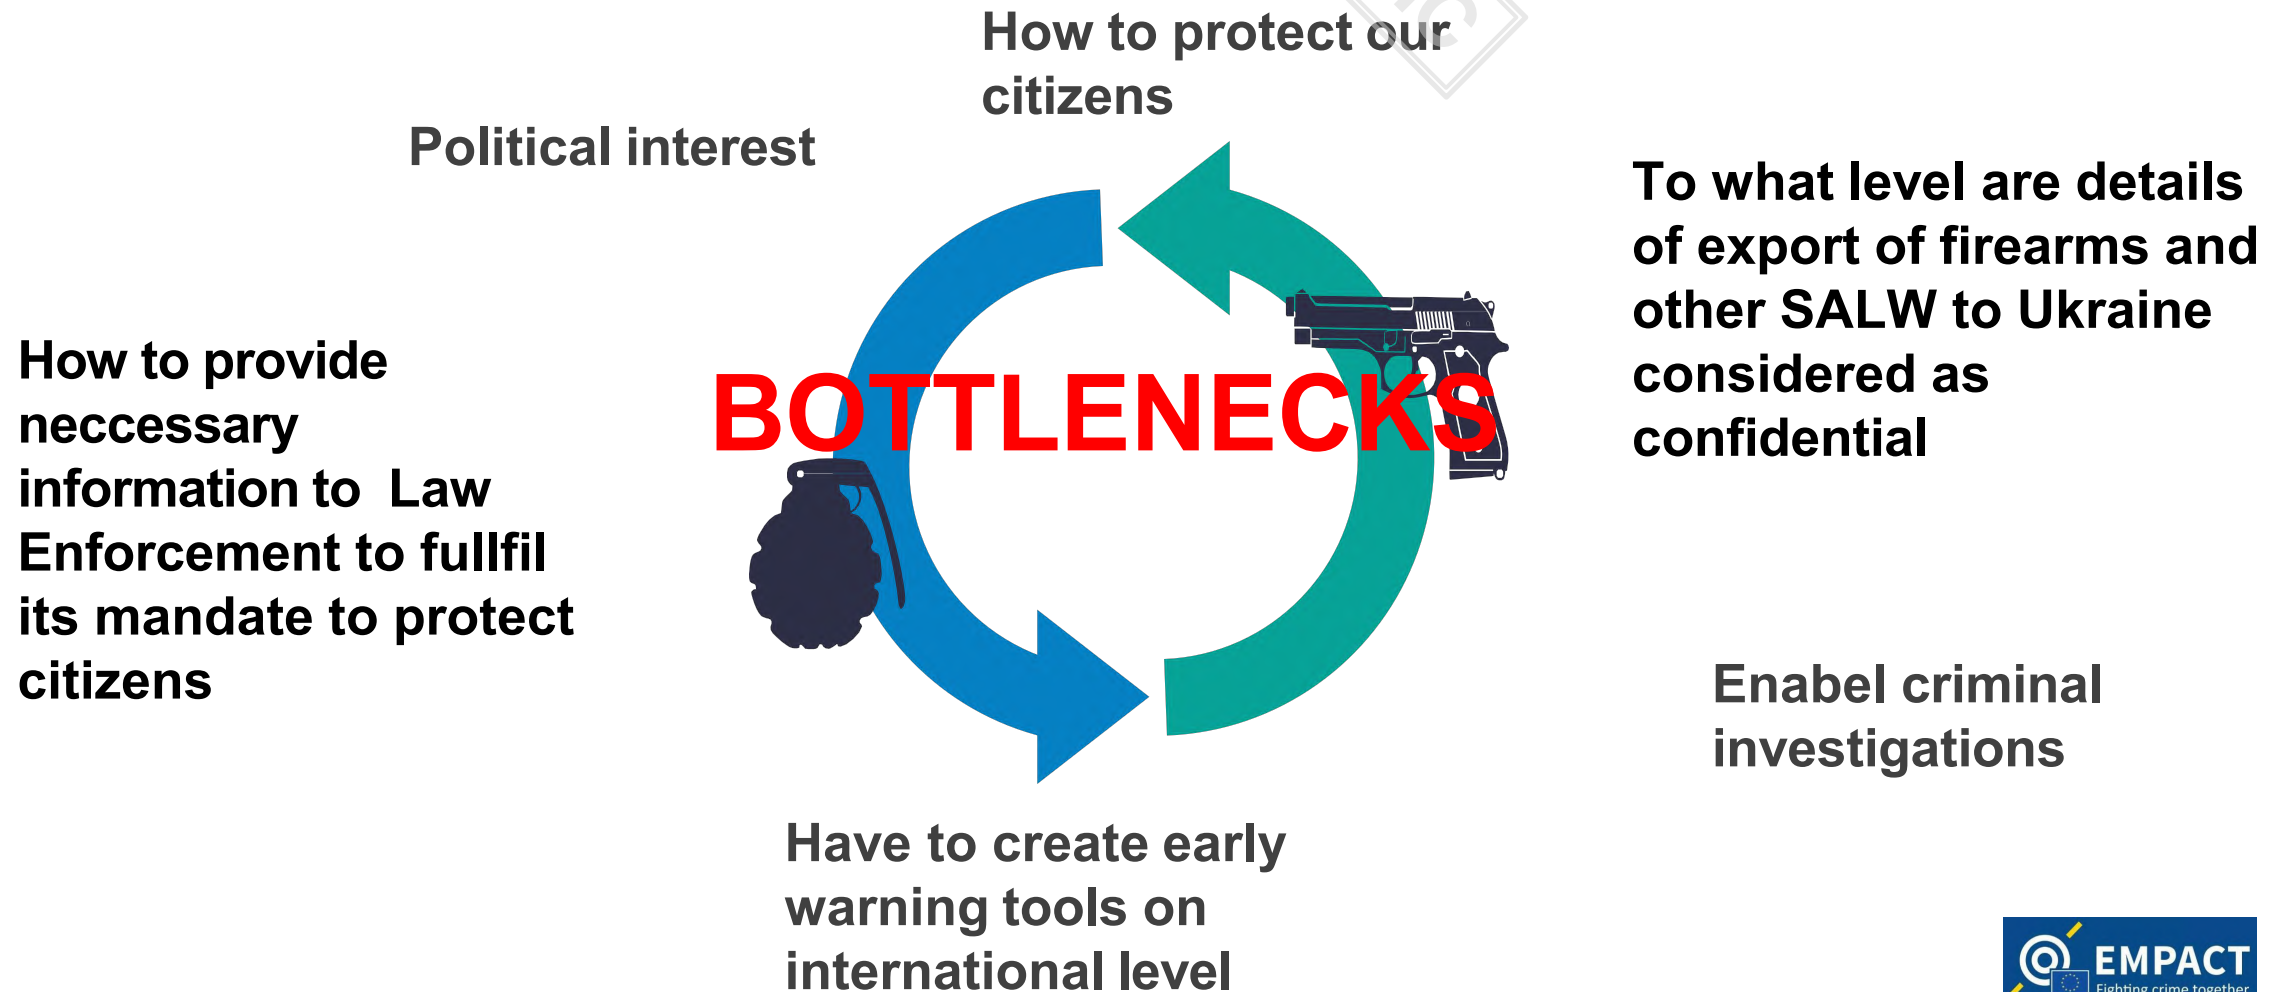 How to protect our
citizens
Political interest
To what level are details
of export of firearms and
other SALW to Ukraine
considered as
confidential
How to provide
neccessary
information to Law
Enforcement to fullfil
its mandate to protect
citizens
BOTTLENECKS
Enabel criminal
investigations
Have to create early
warning tools on
international level
EMPACT
Fighting crime together